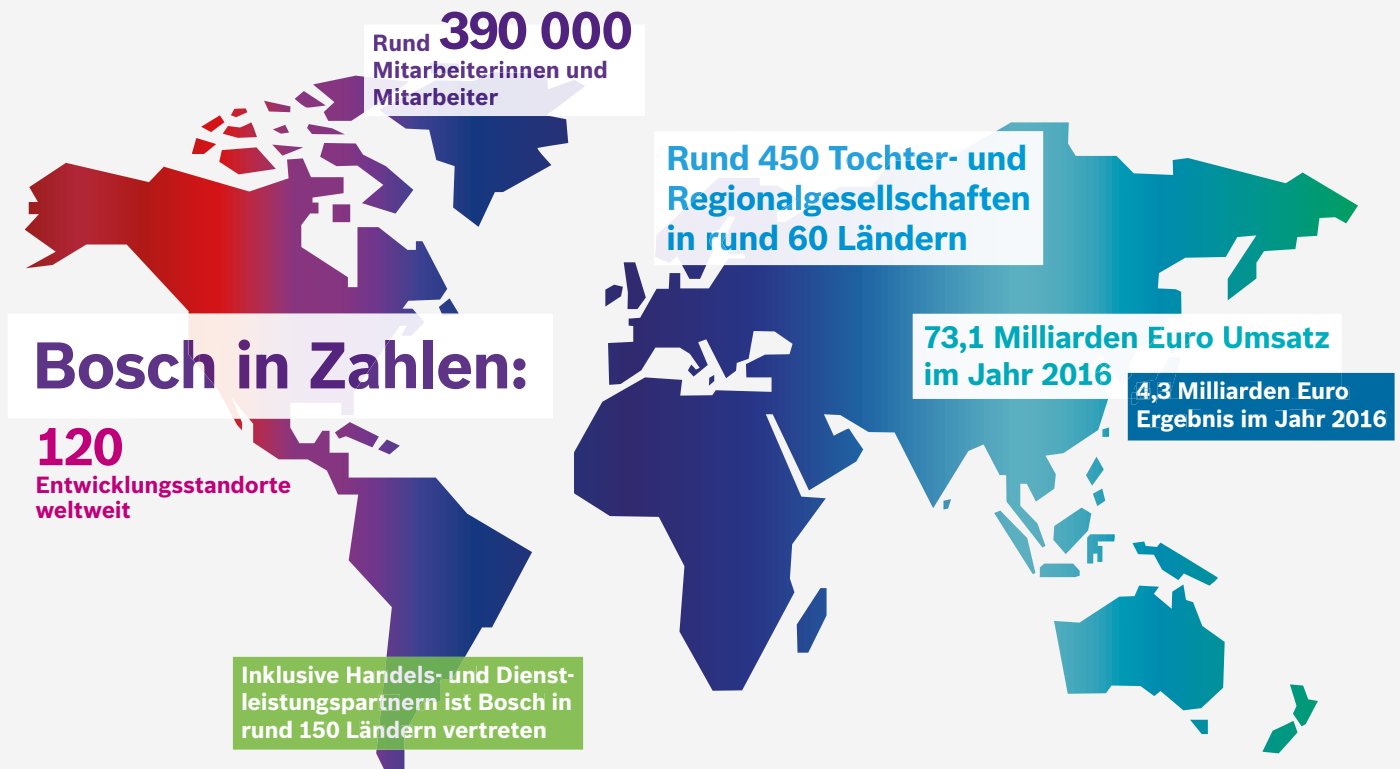 Rund 390 000
Mitarbeiterinnen und
Mitarbeiter
Rund 450 Tochter- und
Regionalgesellschaften
in rund 60 Ländern
Bosch in Zahlen:
73,1 Milliarden Euro Umsatz
im Jahr 2016
4,3 Milliarden Euro
Ergebnis im Jahr 2016
120
Entwicklungsstandorte
weltweit
Inklusive Handels- und Dienst-
leistungspartnern ist Bosch in
rund 150 Ländern vertreten